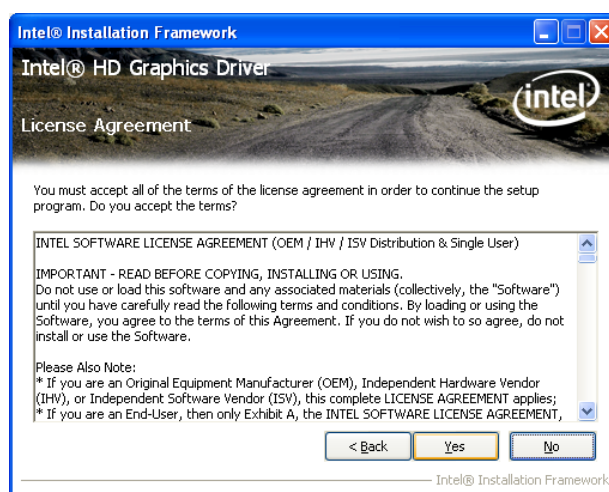 Intel® Installation Framework
Intel® HD Graphics Driver
intel
License Agreement
You must accept all of the terms of the license agreement in order to continue the setup
program. Do you accept the terms?
INTEL SOFTWARE LICENSE AGREEMENT (OEM / IHV / ISV Distribution & Single User)
IMPORTANT - READ BEFORE COPYING, INSTALLING OR USING.
Do not use or load this software and any associated materials (collectively, the "Software")
until you have carefully read the following terms and conditions. By loading or using the
Software, you agree to the terms of this Agreement. If you do not wish to so agree, do not
install or use the Software.
Please Also Note:
* If you are an Original Equipment Manufacturer (OEM), Independent Hardware Vendor
(IHV), or Independent Software Vendor (ISV), this complete LICENSE AGREEMENT applies;
* If you are an End-User, then only Exhibit A, the INTEL SOFTWARE LICENSE AGREEMENT,
< Back Yes No
Intel® Installation Framework